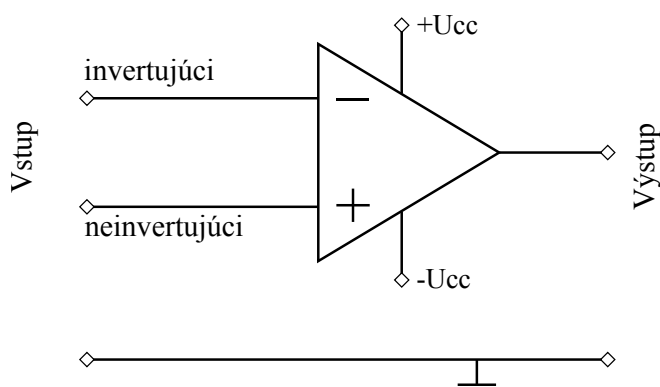 +Ucc
invertujúci
−
Vstup
Výstup
+
neinvertujúci
-Ucc